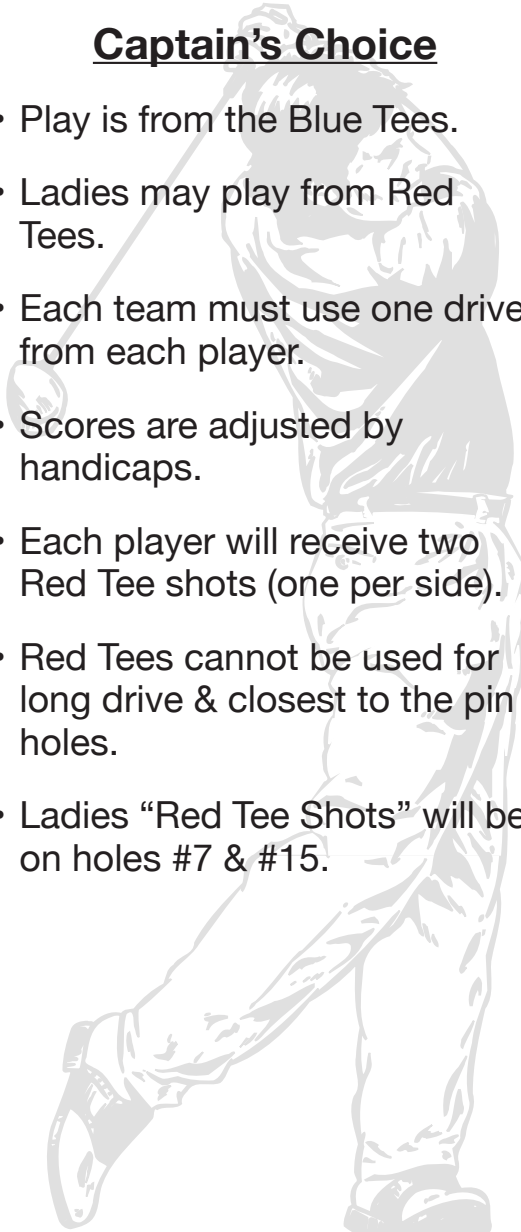 Captain’s Choice
• Play is from the Blue Tees.
• Ladies may play from Red
Tees.
• Each team must use one drive
from each player.
• Scores are adjusted by
handicaps.
• Each player will receive two
Red Tee shots (one per side).
• Red Tees cannot be used for
long drive & closest to the pin
holes.
• Ladies “Red Tee Shots” will be
on holes #7 & #15.